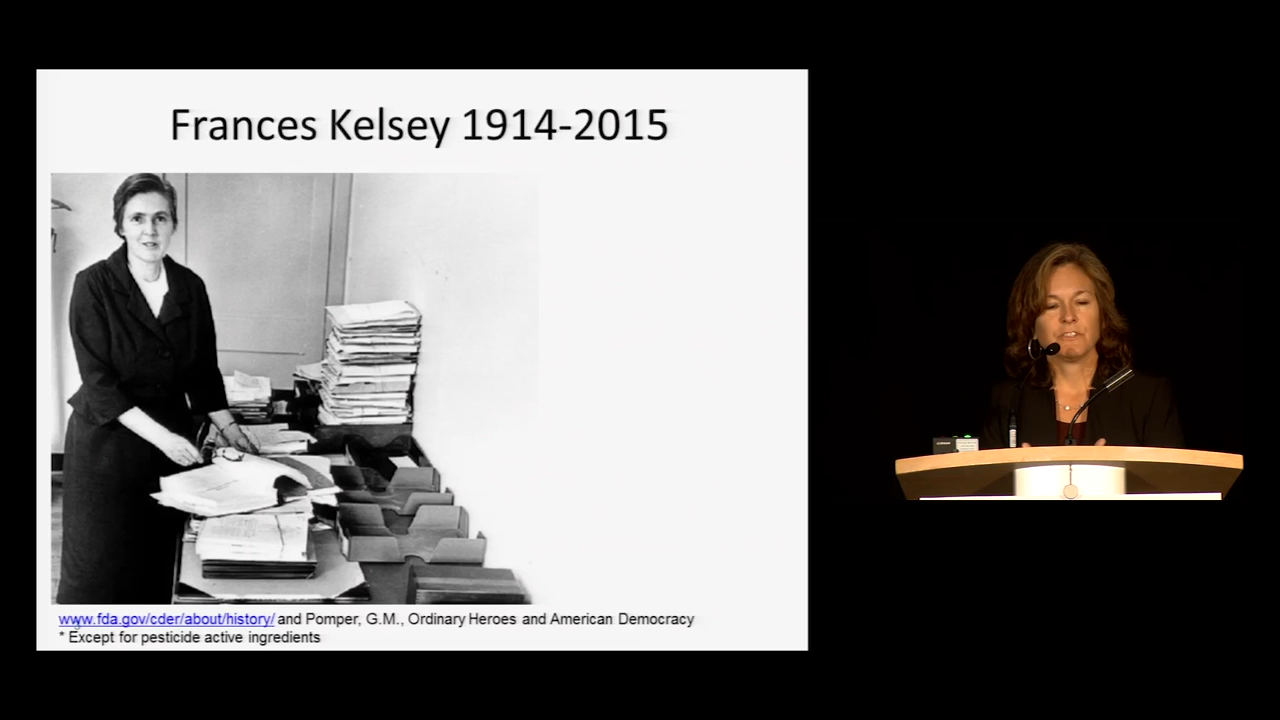 Frances Kelsey 1914-2015
www.fda.gov/cder/about/history/ and Pomper, G.M., Ordinary Heroes and American Democracy
* Except for pesticide active ingredients